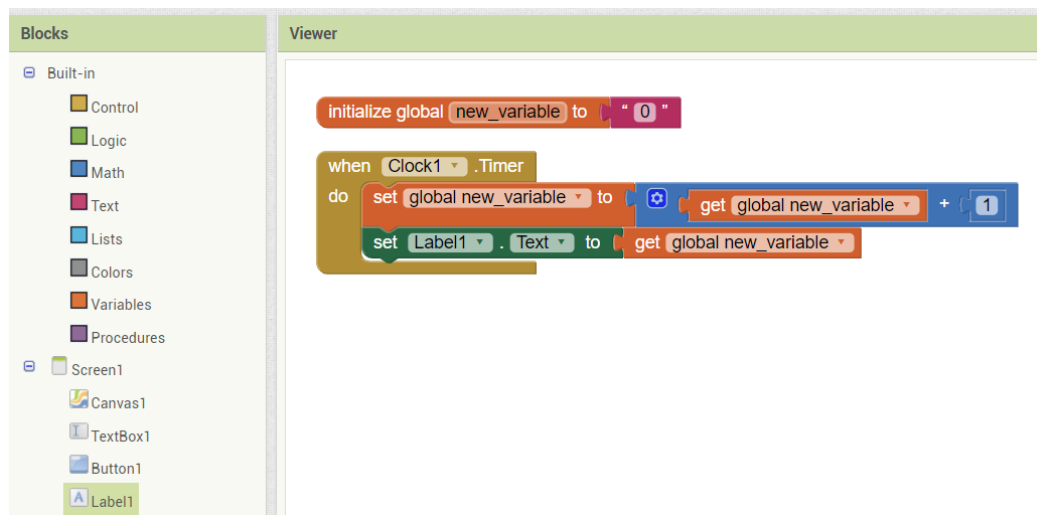 Blocks
Viewer
Built-in
Control
Logic
Math
Text
Lists
Colors
Variables
Procedures
Screen1
Canvas1
TextBox1
Button1
Label1
initialize global new_variable to " 0 "
when Clock1 .Timer
do set global new_variable to get global new_variable + 1
set Label1 . Text to get global new_variable